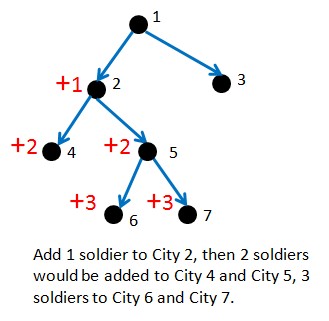 1
+1 2
3
+2 4
+2 5
+3 6
+3 7
Add 1 soldier to City 2, then 2 soldiers
would be added to City 4 and City 5, 3
soldiers to City 6 and City 7.